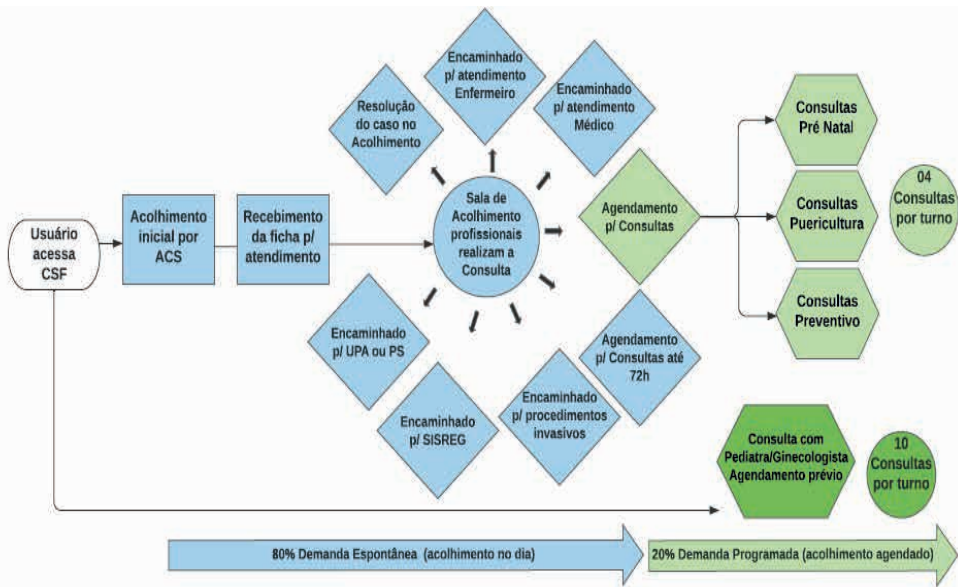 Usuário
acessa
CSF
Acolhimento
inicial por
ACS
Recebimento
da ficha p/
atendimento
Sala de
Acolhimento
profissionais
realizam a
Consulta
Resolução
do caso no
Acolhimento
Encaminhado
p/ atendimento
Enfermeiro
Encaminhado
p/ atendimento
Médico
Agendamento
p/ Consultas
Agendamento
p/ Consultas até
72h
Encaminhado
p/ procedimentos
invasivos
Encaminhado
p/ SISREG
Encaminhado
p/ UPA ou PS
Consultas
Pré Natal
Consultas
Puericultura
Consultas
Preventivo
04
Consultas
por turno
Consulta com
Pediatra/Ginecologista
Agendamento prévio
10
Consultas
por turno
80% Demanda Espontânea (acolhimento no dia)
20% Demanda Programada (acolhimento agendado)